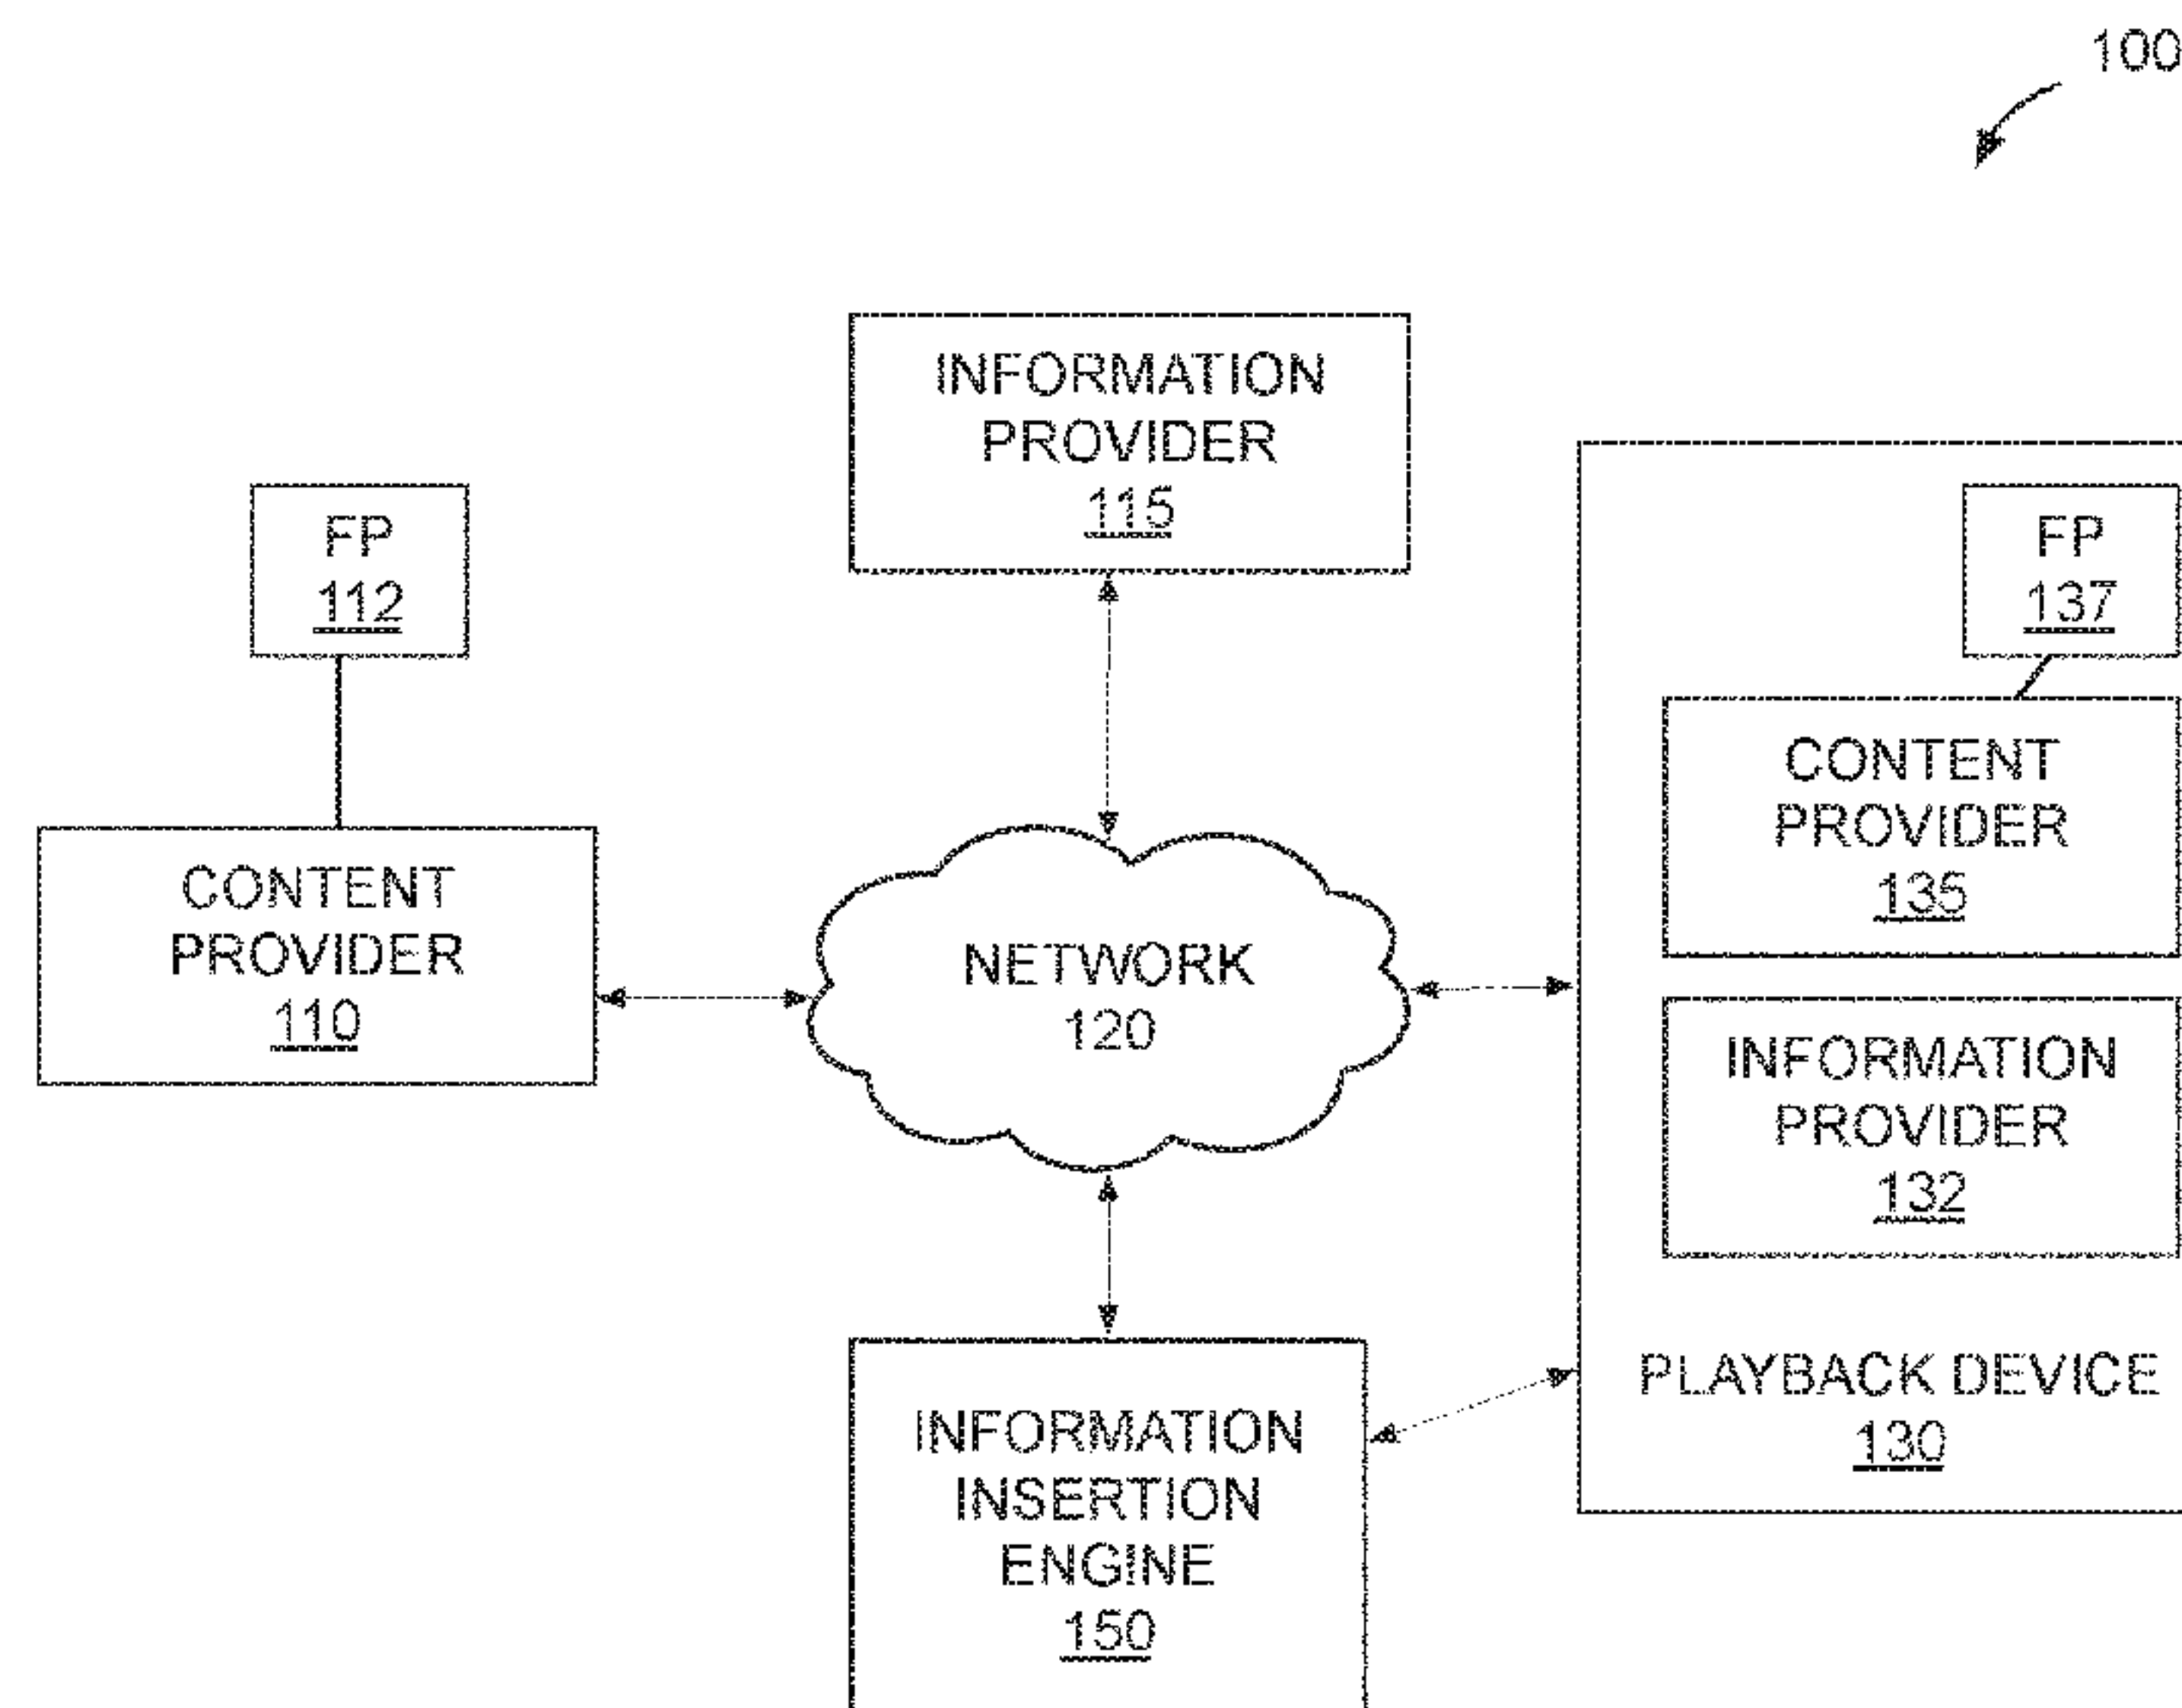 100
INFORMATION
PROVIDER
115
FP
112
FP
137
CONTENT
PROVIDER
135
CONTENT
PROVIDER
110
NETWORK
120
INFORMATION
PROVIDER
132
PLAYBACK DEVICE
130
INFORMATION
INSERTION
ENGINE
150